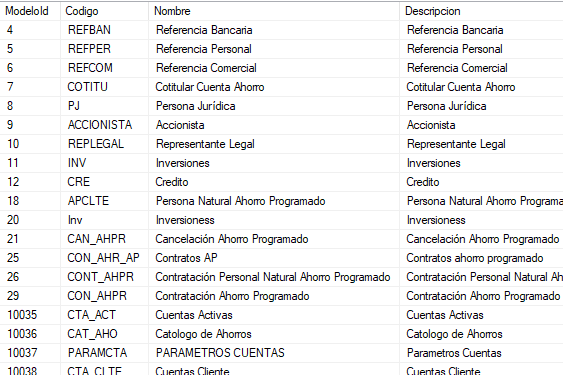 ModeloId Codigo Nombre Descripcion
4 REFBAN Referencia Bancaria Referencia Bancaria
5 REFPER Referencia Personal Referencia Personal
6 REFCOM Referencia Comercial Referencia Comercial
7 COTITU Cotitular Cuenta Ahorro Cotitular Cuenta Ahorro
8 PJ Persona Jurídica Persona Jurídica
9 ACCIONISTA Accionista Accionista
10 REPLEGAL Representante Legal Representante Legal
11 INV Inversiones Inversiones
12 CRE Credito Credito
18 APCLTE Persona Natural Ahorro Programado Persona Natural Ahorro Programa
20 Inv Inversioness Inversioness
21 CAN_AHPR Cancelación Ahorro Programado Cancelación Ahorro Programado
25 CON_AHR_AP Contratos AP Contratos ahorro programado
26 CONT_AHPR Contratación Personal Natural Ahorro Programado Contratación Personal Natural Ah
29 CON_AHPR Contratación Ahorro Programado Contratación Ahorro Programado
10035 CTA_ACT Cuentas Activas Cuentas Activas
10036 CAT_AHO Catologo de Ahorros Catologo de Ahorros
10037 PARAMCTA PARAMETROS CUENTAS Parametros Cuentas
10038 CTA_CLTE Cuentas Cliente Cuentas Cliente